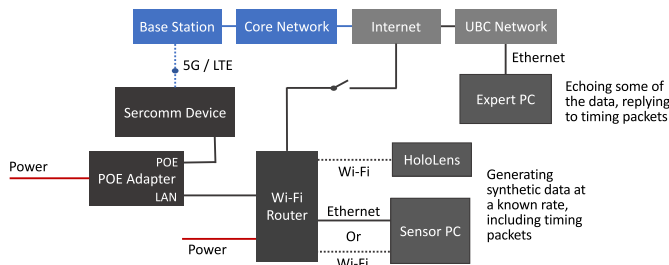 Base Station
Core Network
Internet
UBC Network
5G / LTE
Ethernet
Sercomm Device
Expert PC
Echoing some of
the data, replying
to timing packets
Power
POE
POE Adapter
LAN
Wi-Fi
Router
Wi-Fi
HoloLens
Generating
synthetic data at
a known rate,
including timing
packets
Ethernet
Or
Wi-Fi
Sensor PC
Power